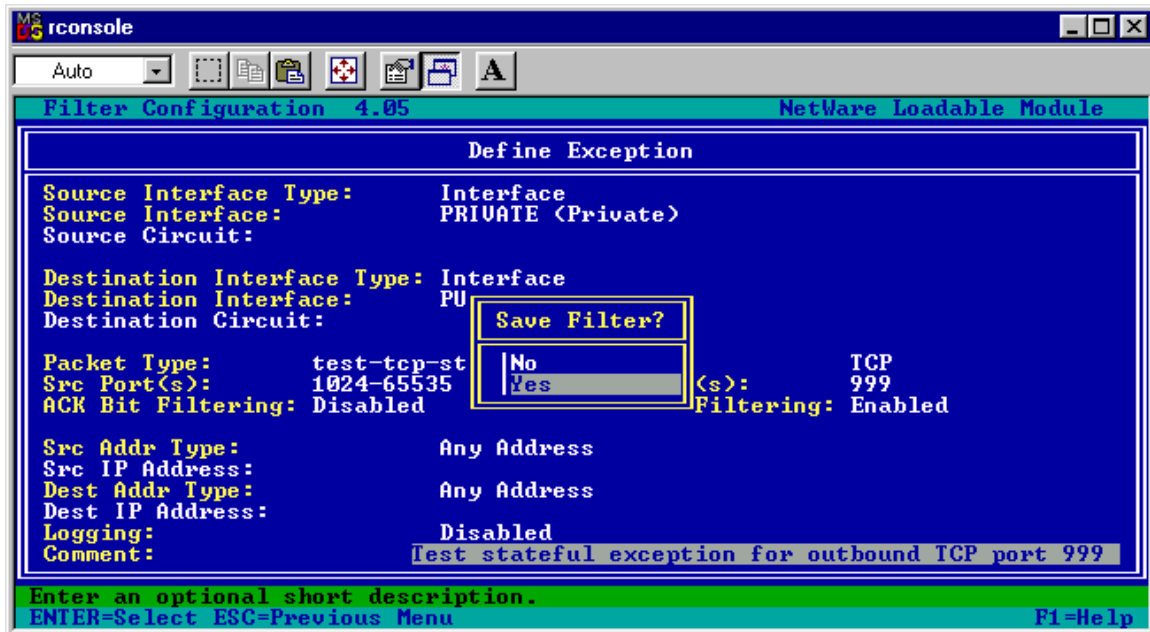 rconsole
Auto
A
Filter Configuration 4.05 NetWare Loadable Module
Define Exception
Source Interface Type: Interface
Source Interface: PRIVATE (Private)
Source Circuit:
Destination Interface Type: Interface
Destination Interface: PU
Destination Circuit:
Save Filter?
No
Yes
Packet Type: test-tcp-st TCP
Src Port(s): 1024-65535 (s): 999
ACK Bit Filtering: Disabled Filtering: Enabled
Src Addr Type: Any Address
Src IP Address:
Dest Addr Type: Any Address
Dest IP Address:
Logging: Disabled
Comment: Test stateful exception for outbound TCP port 999
Enter an optional short description.
ENTER=Select ESC=Previous Menu F1=Help